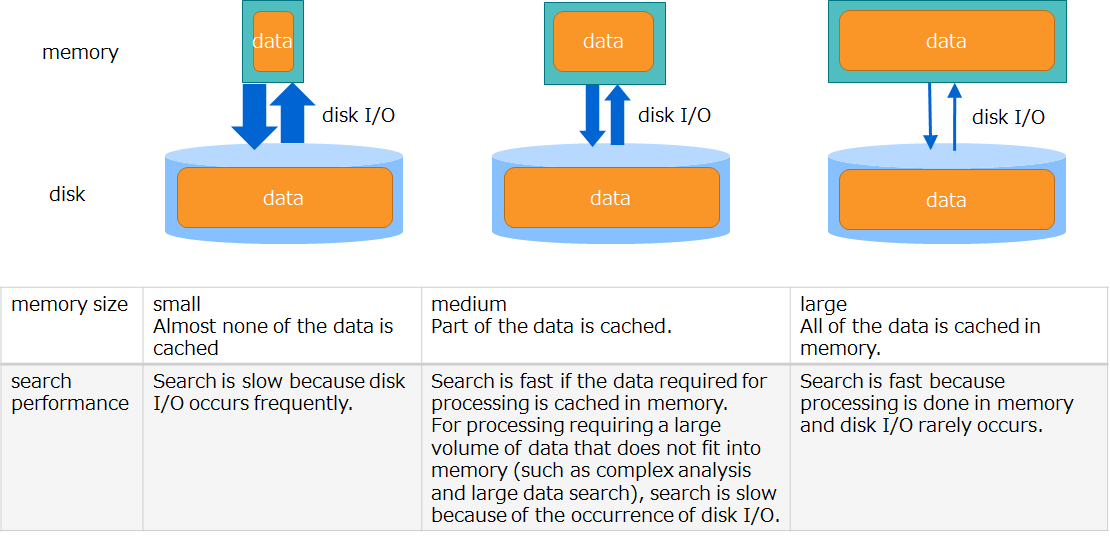 memory
data
data
data
disk I/O
disk I/O
disk I/O
disk
data
data
data
memory size
small
Almost none of the data is
cached
medium
Part of the data is cached.
large
All of the data is cached in
memory.
search
performance
Search is slow because disk
I/O occurs frequently.
Search is fast if the data required for
processing is cached in memory.
For processing requiring a large
volume of data that does not fit into
memory (such as complex analysis
and large data search), search is slow
because of the occurrence of disk I/O.
Search is fast because
processing is done in memory
and disk I/O rarely occurs.